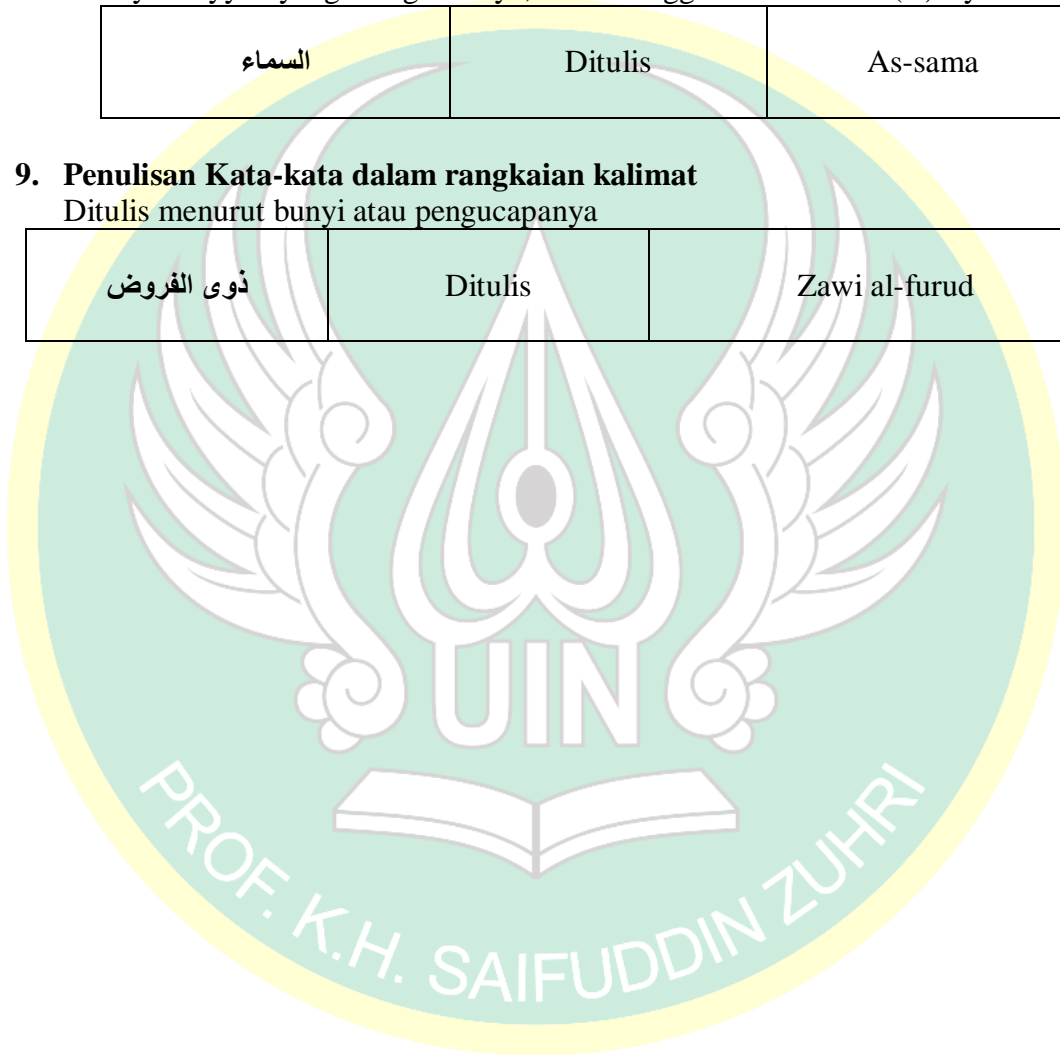 السماء Ditulis As-sama
9. Penulisan Kata-kata dalam rangkaian kalimat
Ditulis menurut bunyi atau pengucapanya
ذوى الفروض Ditulis Zawi al-furud
UIN
PROF. K.H. SAIFUDDIN ZUHRI